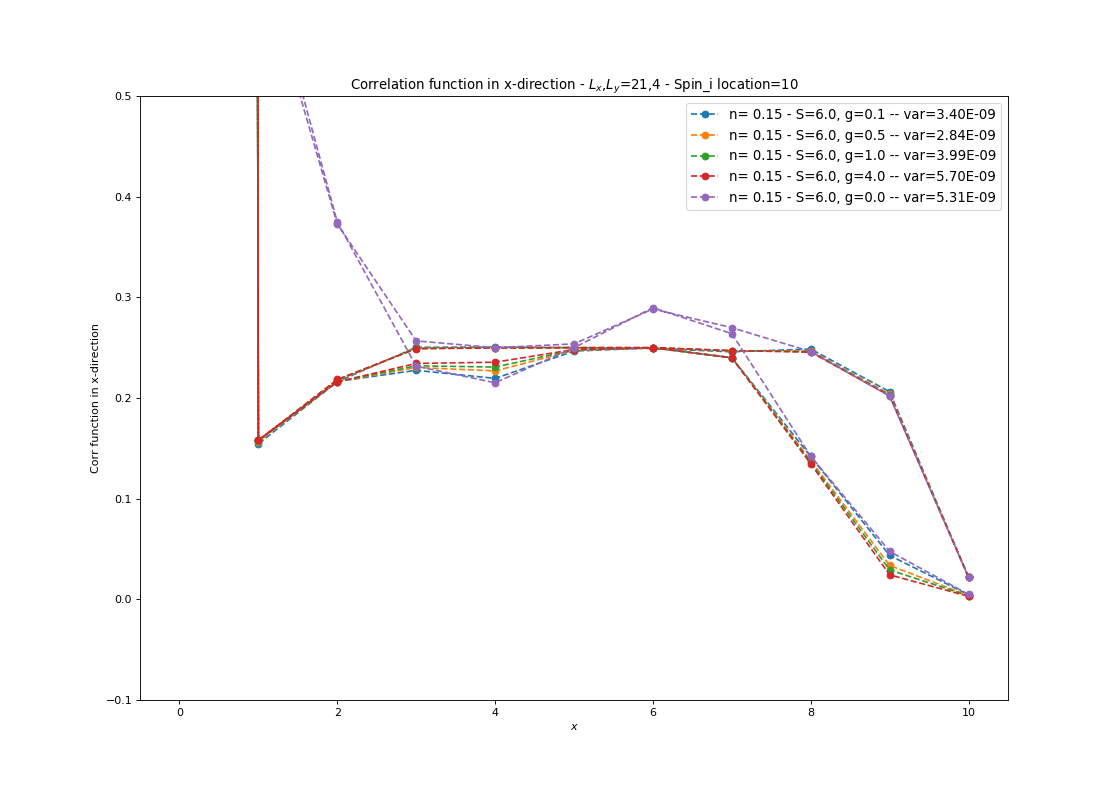 Correlation function in x-direction - $L_x$,$L_y$=21,4 - Spin_i location=10
n= 0.15 - S=6.0, g=0.1 -- var=3.40E-09
n= 0.15 - S=6.0, g=0.5 -- var=2.84E-09
n= 0.15 - S=6.0, g=1.0 -- var=3.99E-09
n= 0.15 - S=6.0, g=4.0 -- var=5.70E-09
n= 0.15 - S=6.0, g=0.0 -- var=5.31E-09
Corr function in x-direction
0.5
0.4
0.3
0.2
0.1
0.0
−0.1
0 2 4 6 8 10
x